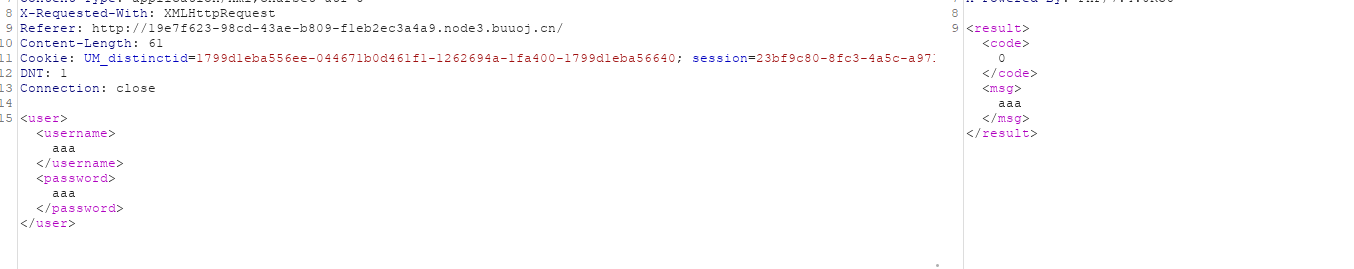 8 X-Requested-With: XMLHttpRequest
9 Referer: http://19e7f623-98cd-43ae-b809-f1eb2ec3a4a9.node3.buuoj.cn/
10 Content-Length: 61
11 Cookie: UM_distinctid=1799d1eba556ee-044671b0d461f1-1262694a-1fa400-1799d1eba56640; session=23bf9c80-8fc3-4a5c-a97
12 DNT: 1
13 Connection: close
14
15 <user>
<username>
aaa
</username>
<password>
aaa
</password>
</user>
8
9 <result>
<code>
0
</code>
<msg>
aaa
</msg>
</result>